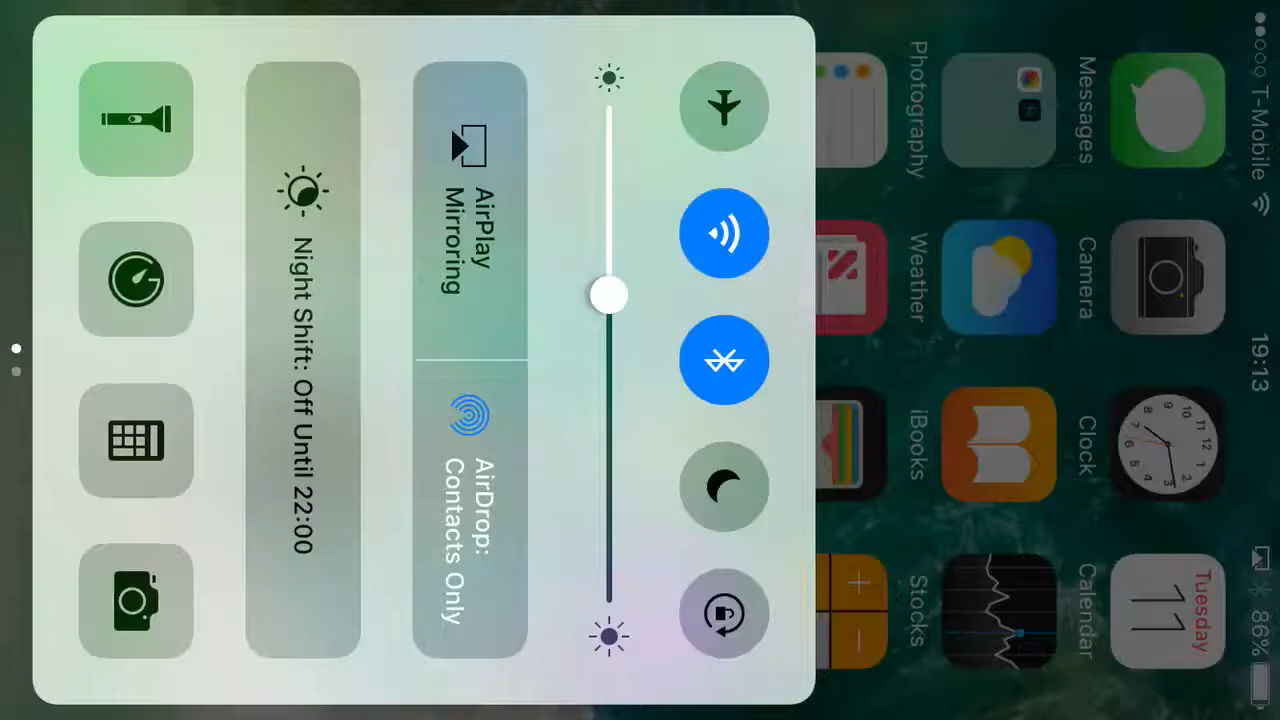 T-Mobile 19:13 86%
Tuesday
11
Messages Camera Clock Calendar
Photography Weather iBooks Stocks
AirPlay
Mirroring
AirDrop:
Contacts Only
Night Shift: Off Until 22:00